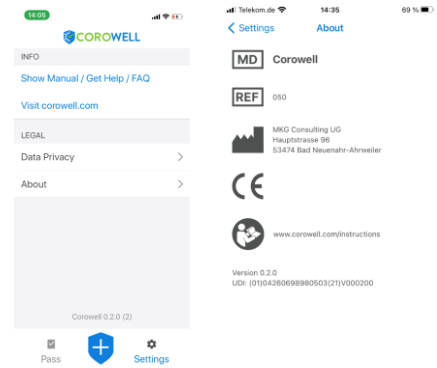 14:05
COROWELL
INFO
Show Manual / Get Help / FAQ
Visit corowell.com
LEGAL
Data Privacy
About
Corowell 0.2.0 (2)
Pass
Settings
Telekom.de
14:35
69 %
Settings
About
MD
Corowell
REF
050
MKG Consulting UG
Hauptstrasse 96
53474 Bad Neuenahr-Ahrweiler
CE
www.corowell.com/instructions
Version 0.2.0
UDI: (01)04260698980503(21)V000200